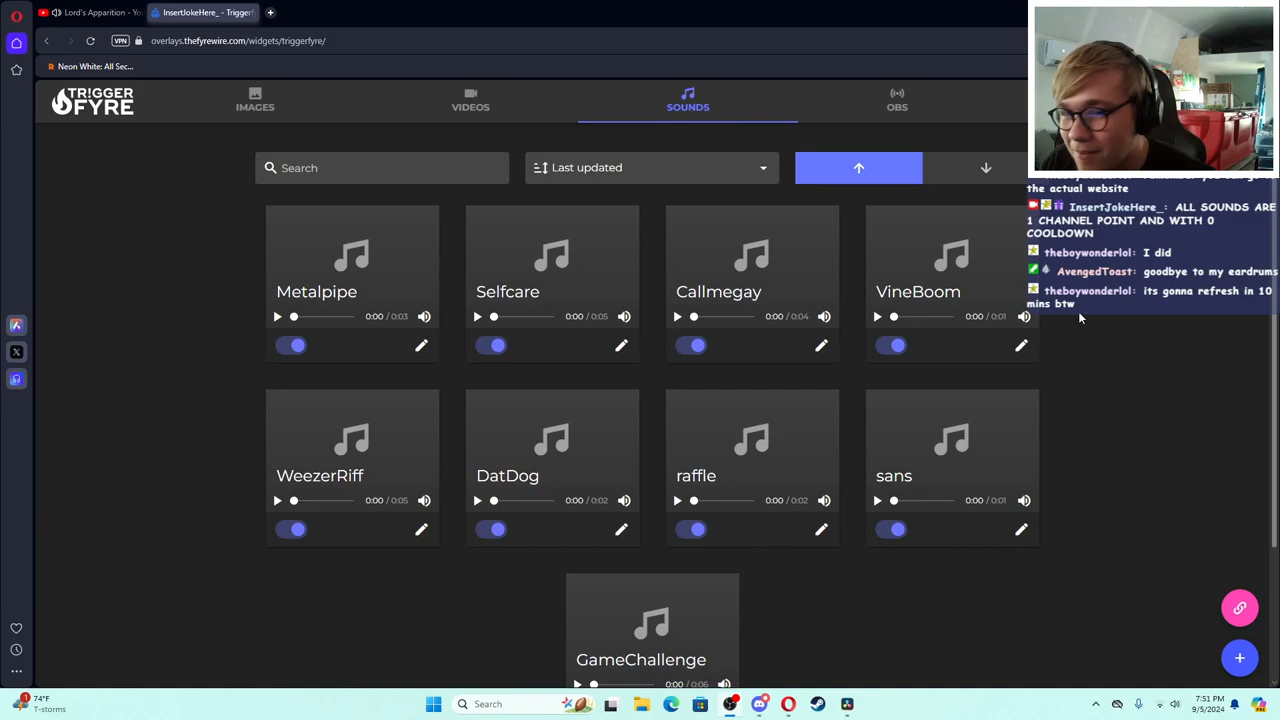 Lord's Apparition - Yo
InsertJokeHere_ - Triggerf
VPN
overlays.thefyrewire.com/widgets/triggerfyre/
Neon White: All Sec...
TRIGGER
FYRE
IMAGES
VIDEOS
SOUNDS
OBS
Search
Last updated
the actual website
InsertJokeHere_: ALL SOUNDS ARE
1 CHANNEL POINT AND WITH 0
COOLDOWN
theboywonderlol: I did
AvengedToast: goodbye to my eardrums
theboywonderlol: its gonna refresh in 10
mins btw
Metalpipe
0:00 / 0:03
Selfcare
0:00 / 0:05
Callmegay
0:00 / 0:04
VineBoom
0:00 / 0:01
WeezerRiff
0:00 / 0:05
DatDog
0:00 / 0:02
raffle
0:00 / 0:02
sans
0:00 / 0:01
GameChallenge
0:00 / 0:06
1
74°F
T-storms
Search
7:51 PM
9/5/2024